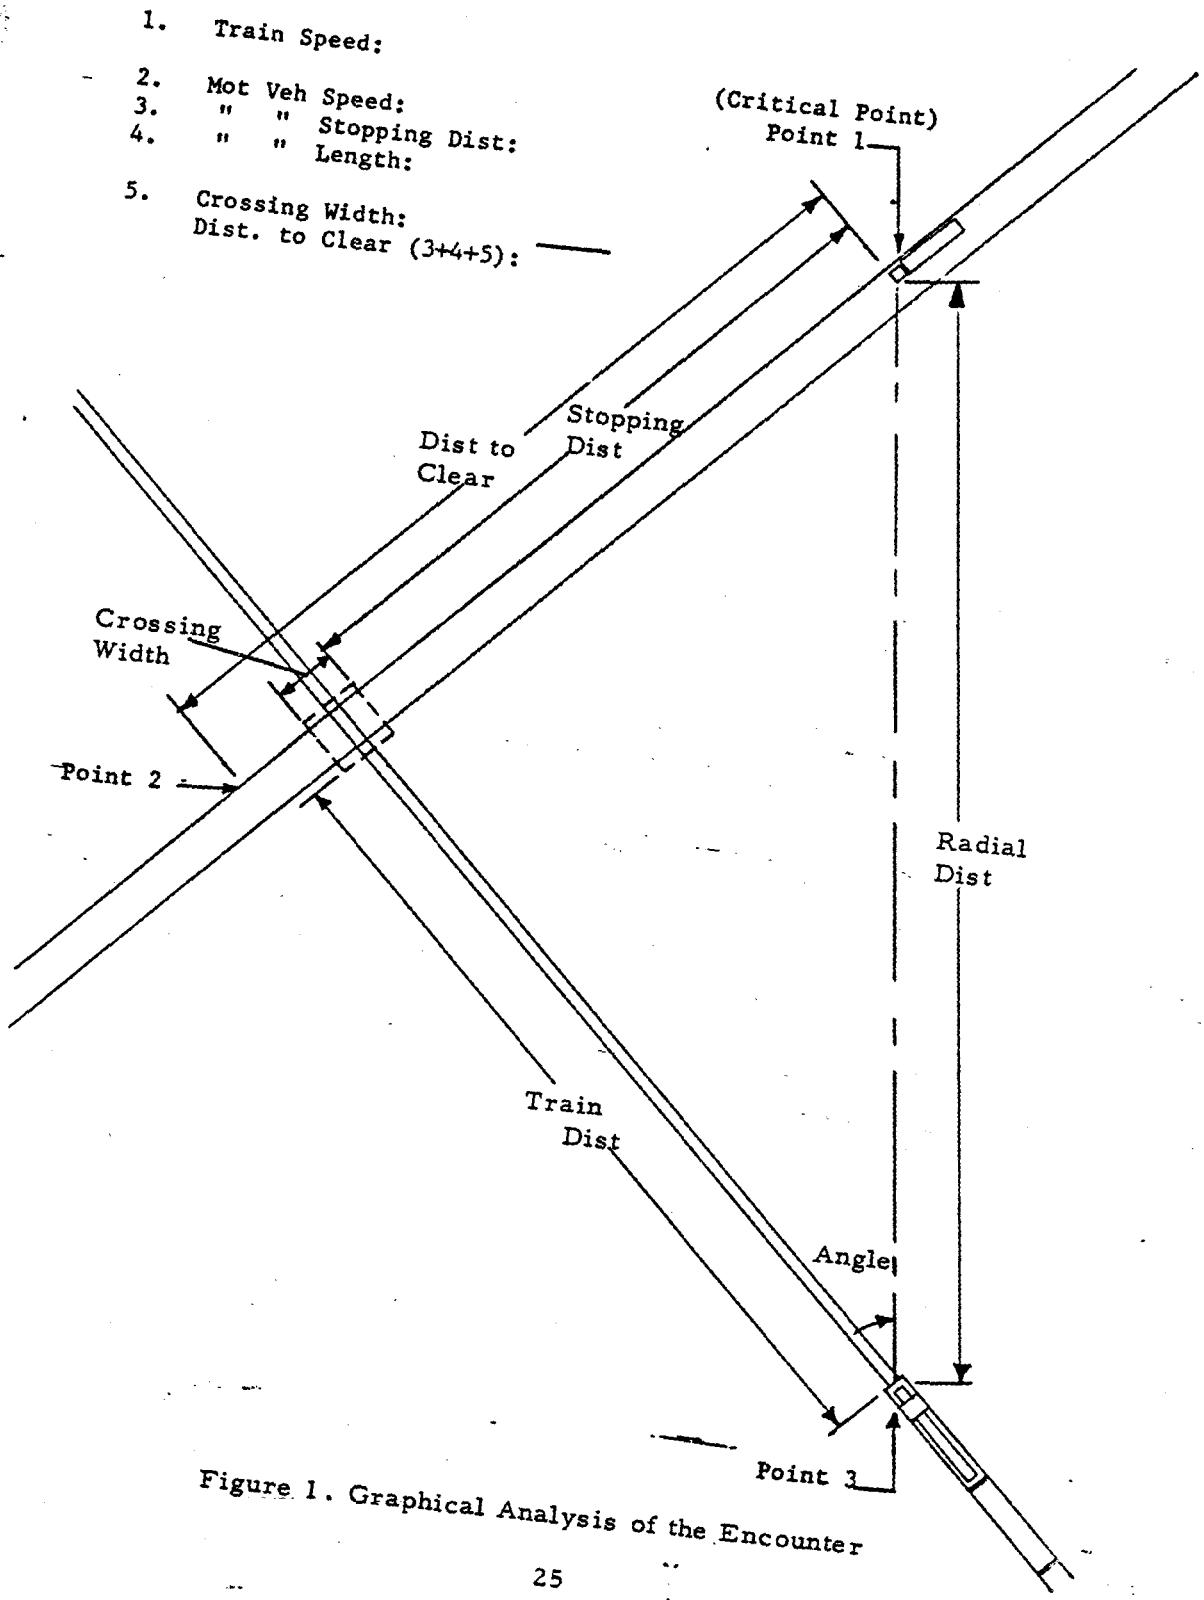 1. Train Speed:
2. Mot Veh Speed:
3. " " Stopping Dist:
4. " " Length:
5. Crossing Width:
Dist. to Clear (3+4+5):
(Critical Point)
Point 1
Stopping
Dist
Dist to
Clear
Crossing
Width
Point 2
Radial
Dist
Train
Dist
Angle
Point 3
Figure 1. Graphical Analysis of the Encounter
25